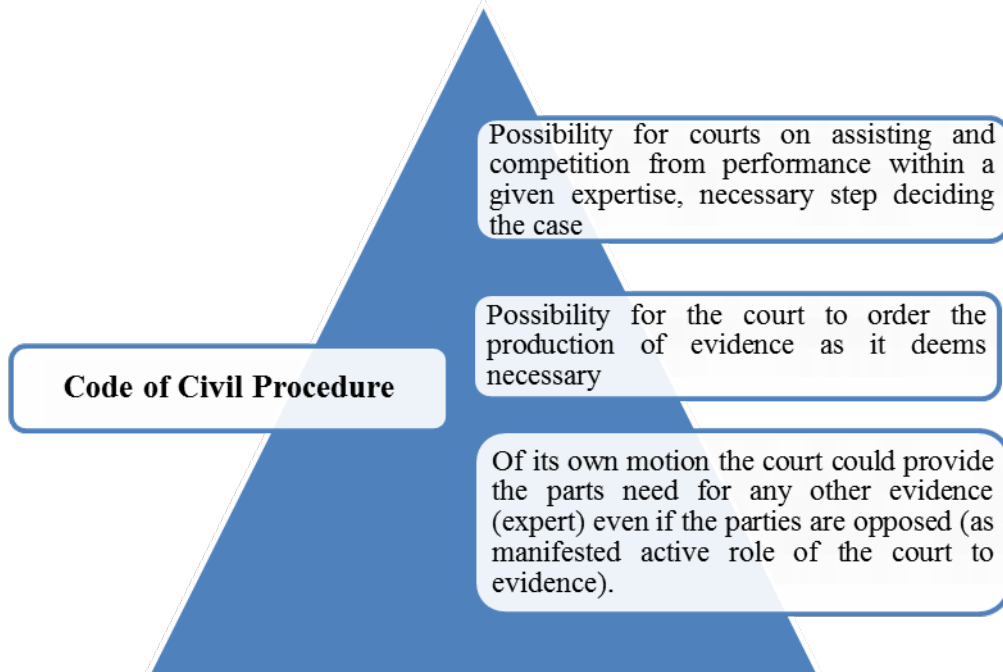 Possibility for courts on assisting and
competition from performance within a
given expertise, necessary step deciding
the case
Possibility for the court to order the
production of evidence as it deems
necessary
Code of Civil Procedure
Of its own motion the court could provide
the parts need for any other evidence
(expert) even if the parties are opposed (as
manifested active role of the court to
evidence).